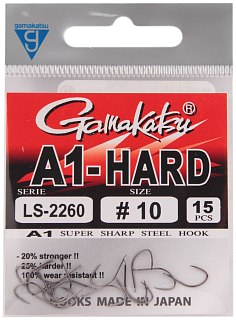 gamakatsu
g
Gamakatsu®
A1-HARD
SERIE SIZE
LS-2260 # 10 15 PCS
A1 SUPER SHARP STEEL HOOK
- 20% stronger !!
- 25% harder !!
- 100% wear resistant !!
HOOKS MADE IN JAPAN